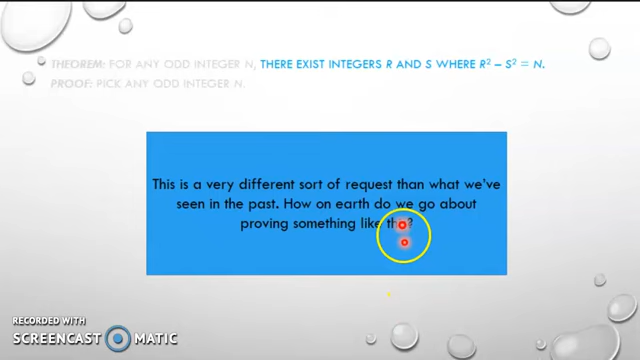 THEOREM: FOR ANY ODD INTEGER N, THERE EXIST INTEGERS R AND S WHERE R² – S² = N.
PROOF: PICK ANY ODD INTEGER N.
This is a very different sort of request than what we've
seen in the past. How on earth do we go about
proving something like ?
RECORDED WITH
SCREENCAST MATIC